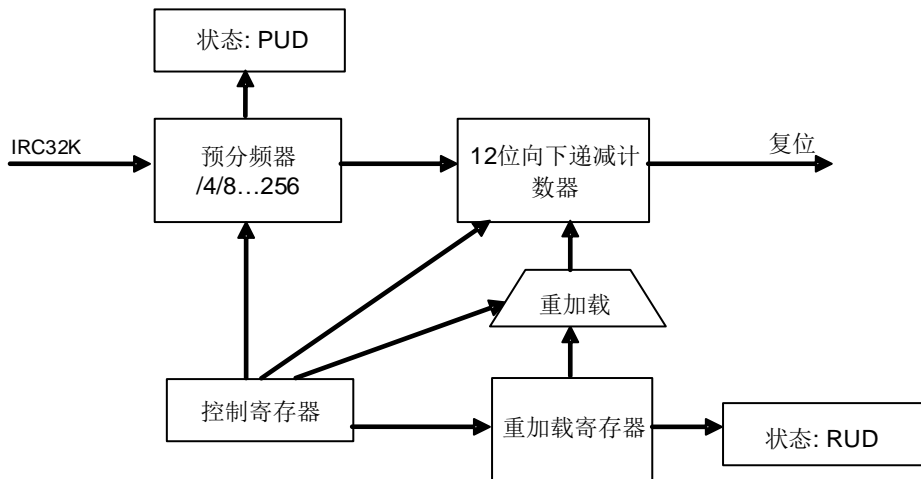 状态: PUD
IRC32K
预分频器
/4/8…256
12位向下递减计
数器
复位
重加载
控制寄存器
重加载寄存器
状态: RUD